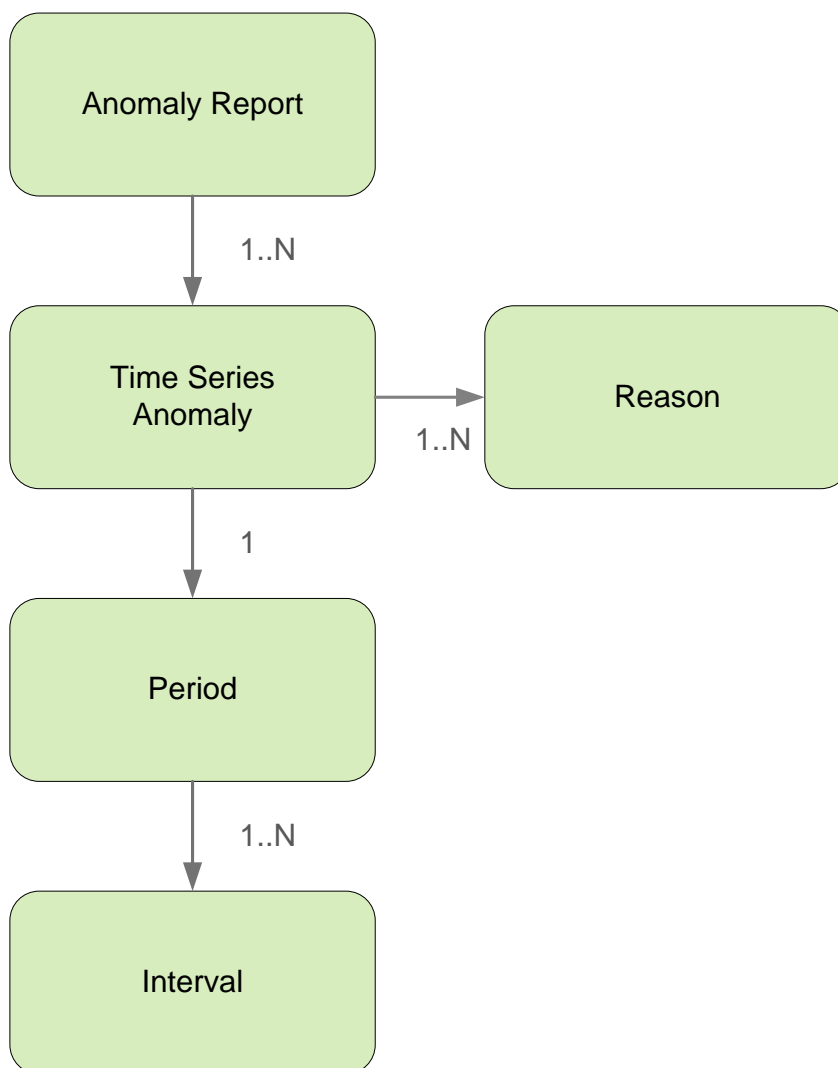 Anomaly Report
1..N
Time Series
Anomaly
1..N
Reason
1
Period
1..N
Interval